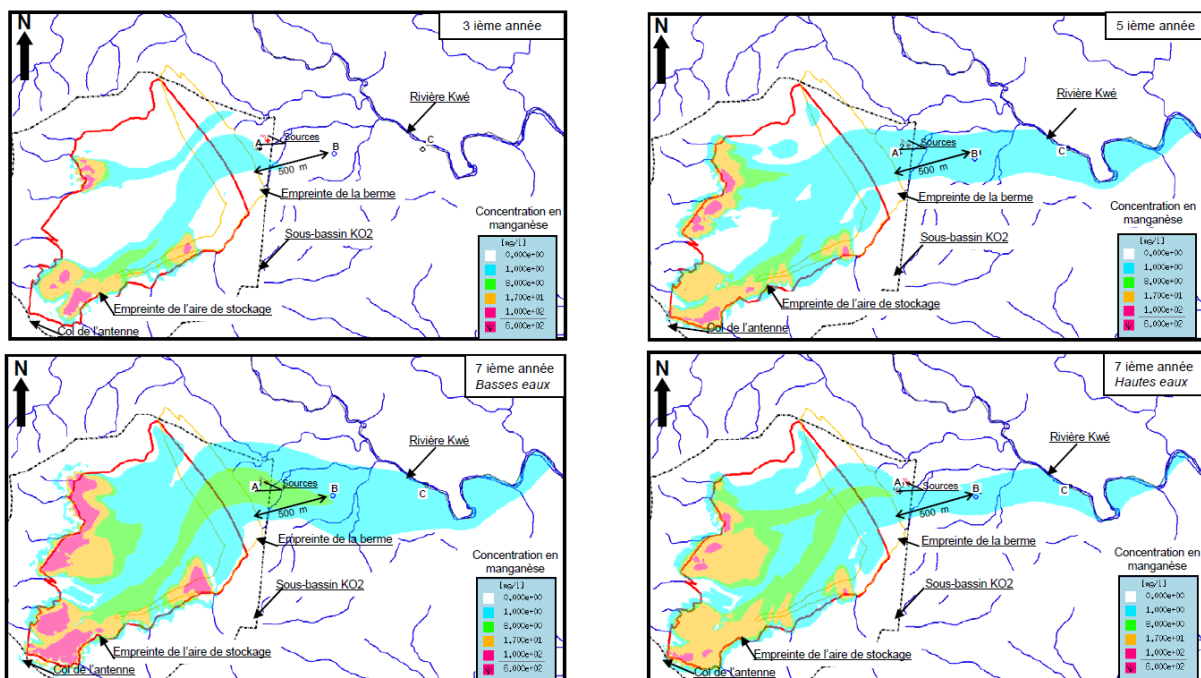 N
3 ième année
Rivière Kwé
A
Sources
B
C
500 m
Empreinte de la berme
Sous-bassin KO2
Empreinte de l'aire de stockage
Col de l'antenne
Concentration en
manganèse
[mg/l]
0,000e+00
1,000e+00
8,000e+00
1,700e+01
1,000e+02
6,000e+02
N
5 ième année
Rivière Kwé
A
Sources
B
C
500 m
Empreinte de la berme
Sous-bassin KO2
Empreinte de l'aire de stockage
Col de l'antenne
Concentration en
manganèse
[mg/l]
0,000e+00
1,000e+00
8,000e+00
1,700e+01
1,000e+02
6,000e+02
N
7 ième année
Basses eaux
Rivière Kwé
A
Sources
B
C
500 m
Empreinte de la berme
Sous-bassin KO2
Empreinte de l'aire de stockage
Col de l'antenne
Concentration en
manganèse
[mg/l]
0,000e+00
1,000e+00
8,000e+00
1,700e+01
1,000e+02
6,000e+02
N
7 ième année
Hautes eaux
Rivière Kwé
A
Sources
B
C
500 m
Empreinte de la berme
Sous-bassin KO2
Empreinte de l'aire de stockage
Col de l'antenne
Concentration en
manganèse
[mg/l]
0,000e+00
1,000e+00
8,000e+00
1,700e+01
1,000e+02
6,000e+02